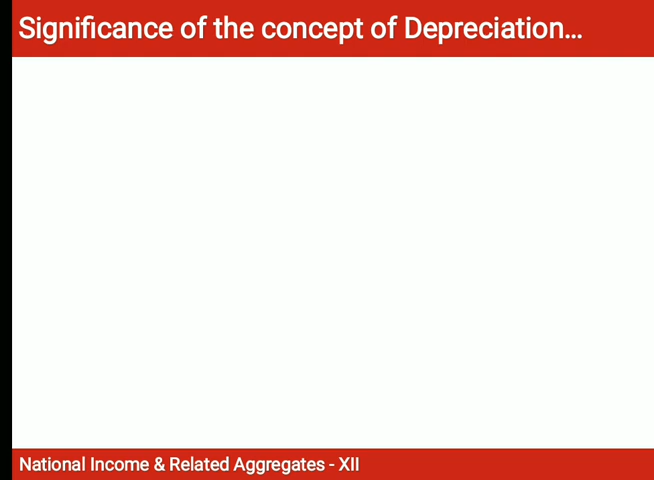 Significance of the concept of Depreciation...
National Income & Related Aggregates - XII